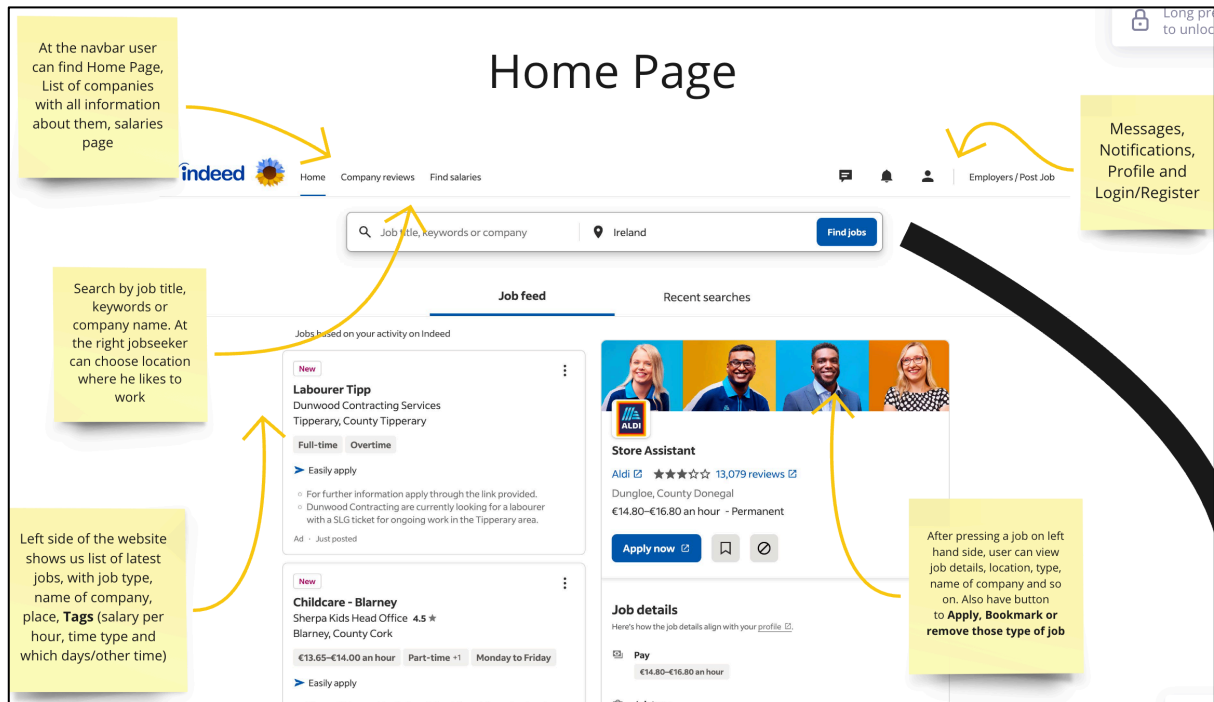 Long pre
to unloc
Home Page
At the navbar user
can find Home Page,
List of companies
with all information
about them, salaries
page
Messages,
Notifications,
Profile and
Login/Register
indeed
Home Company reviews Find salaries
Employers / Post Job
Job title, keywords or company
Ireland
Find jobs
Search by job title,
keywords or
company name. At
the right jobseeker
can choose location
where he likes to
work
Job feed
Recent searches
Jobs based on your activity on Indeed
New
Labourer Tipp
Dunwood Contracting Services
Tipperary, County Tipperary
Full-time Overtime
Easily apply
For further information apply through the link provided.
Dunwood Contracting are currently looking for a labourer
with a SLG ticket for ongoing work in the Tipperary area.
Ad · Just posted
ALDI
Store Assistant
Aldi 13,079 reviews
Dungloe, County Donegal
€14.80–€16.80 an hour - Permanent
Apply now
Left side of the website
shows us list of latest
jobs, with job type,
name of company,
place, Tags (salary per
hour, time type and
which days/other time)
After pressing a job on left
hand side, user can view
job details, location, type,
name of company and so
on. Also have button
to Apply, Bookmark or
remove those type of job
New
Childcare - Blarney
Sherpa Kids Head Office 4.5 ★
Blarney, County Cork
€13.65–€14.00 an hour Part-time +1 Monday to Friday
Easily apply
Job details
Here's how the job details align with your profile.
Pay
€14.80–€16.80 an hour